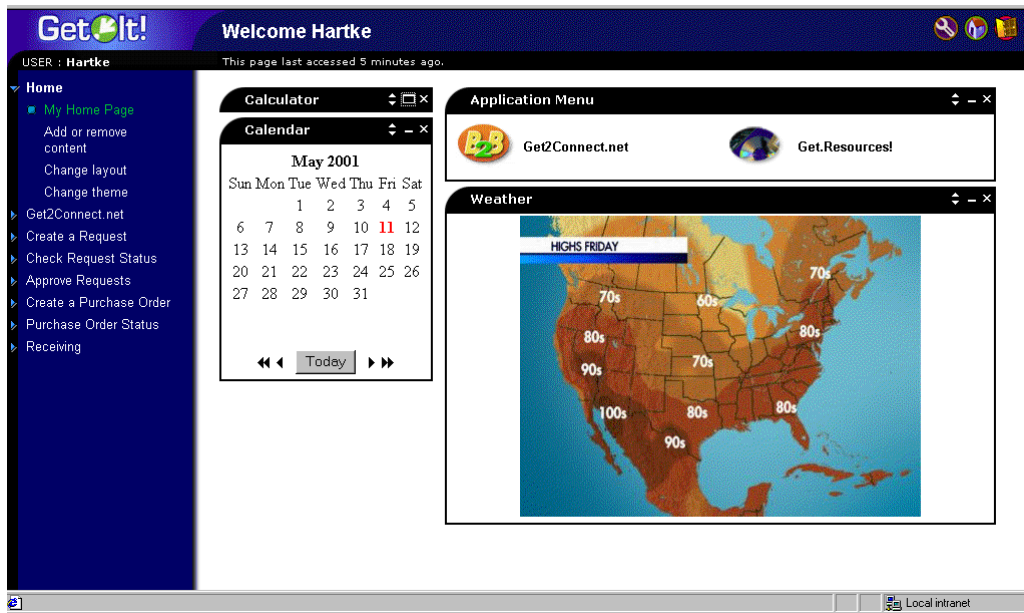 Get It!
Welcome Hartke
USER : Hartke
This page last accessed 5 minutes ago.
Home
My Home Page
Add or remove
content
Change layout
Change theme
Get2Connect.net
Create a Request
Check Request Status
Approve Requests
Create a Purchase Order
Purchase Order Status
Receiving
Calculator
Calendar
May 2001
Sun Mon Tue Wed Thu Fri Sat
1 2 3 4 5
6 7 8 9 10 11 12
13 14 15 16 17 18 19
20 21 22 23 24 25 26
27 28 29 30 31
Today
Application Menu
B2B
Get2Connect.net
Get.Resources!
Weather
HIGHS FRIDAY
70s
70s
60s
80s
80s
90s
70s
100s
80s
80s
90s
Local intranet